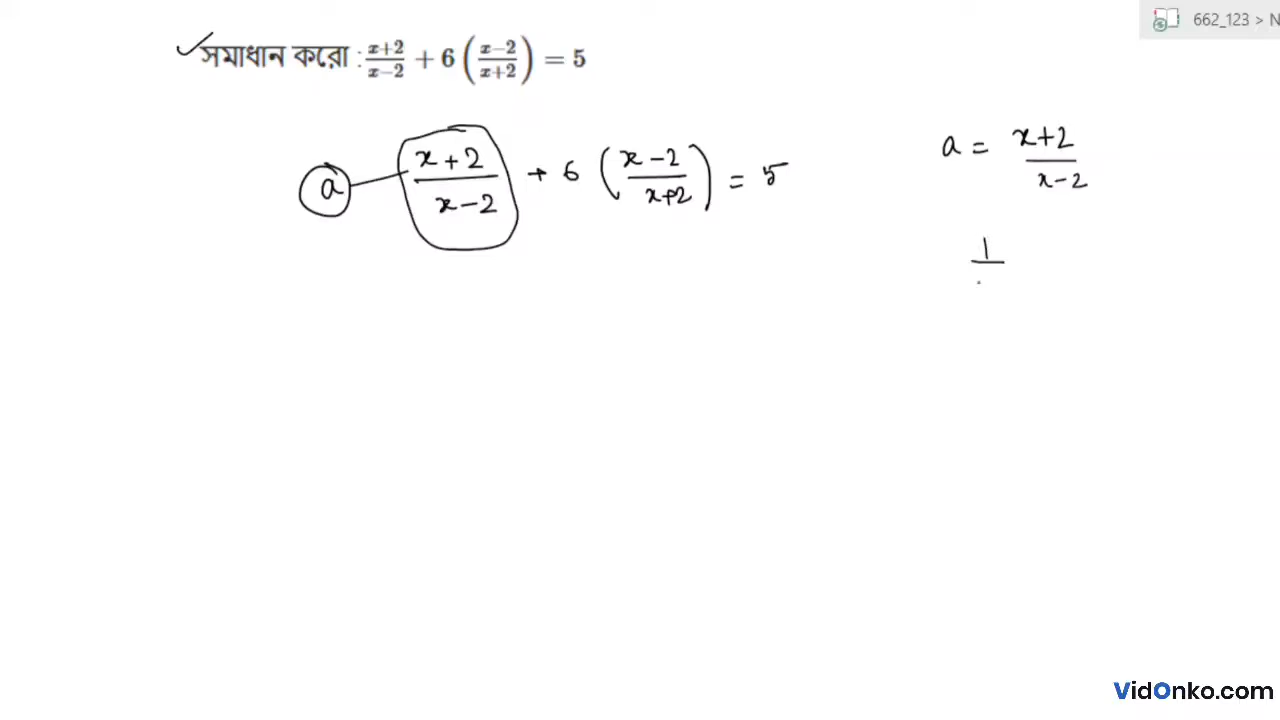 662_123 > N
সমাধান করো : x+2/x−2 + 6 (x−2/x+2) = 5
a x+2/x−2 + 6 (x−2/x+2) = 5
a = x+2/x−2
1
VidOnko.com